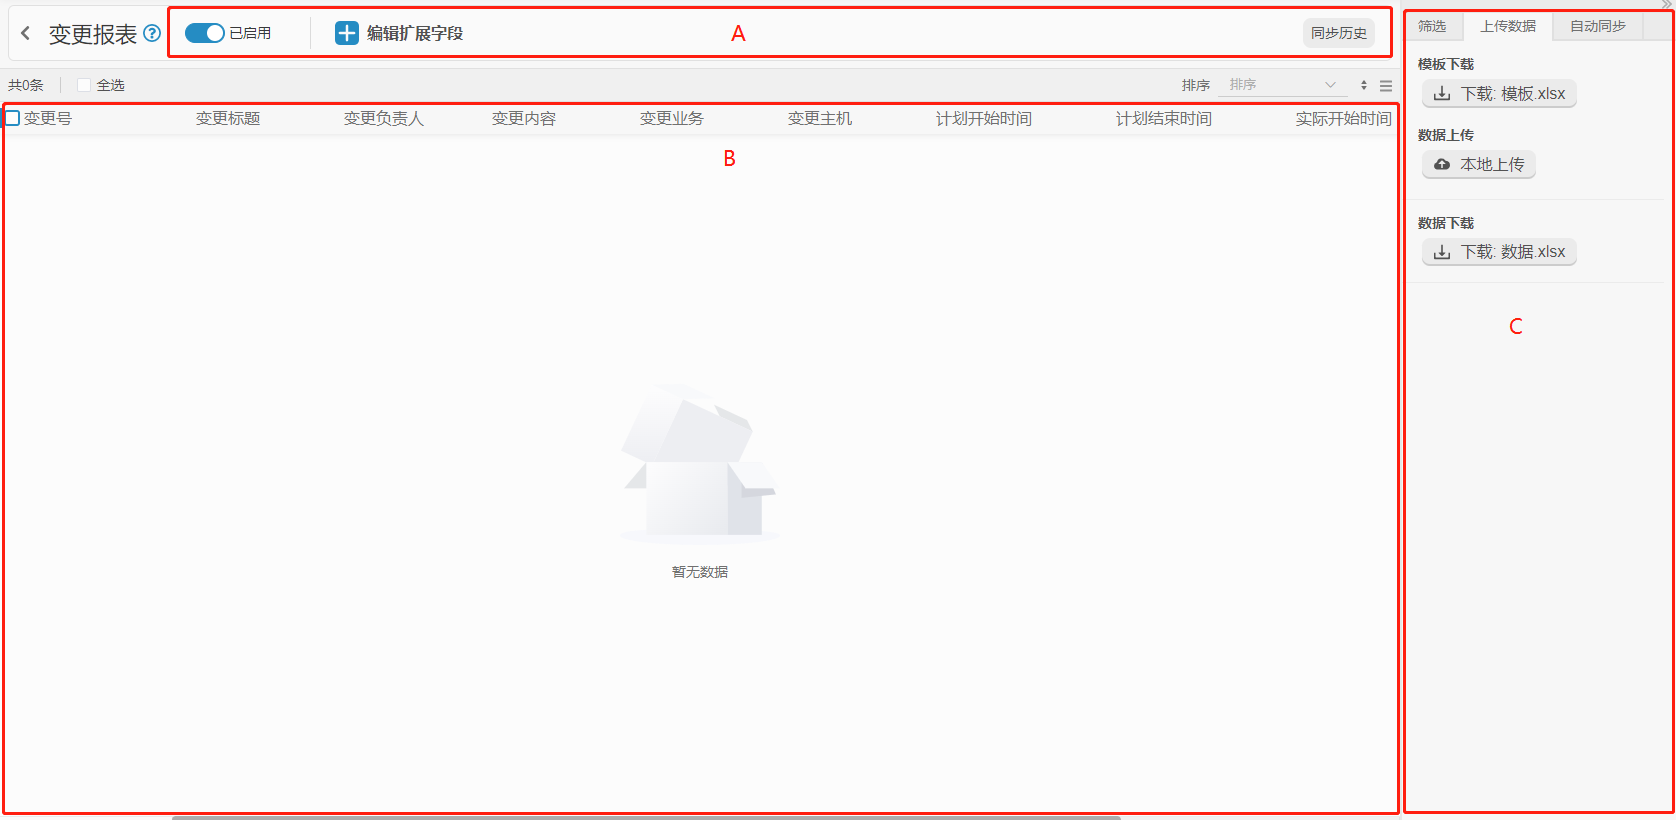 变更报表 ? 已启用 编辑扩展字段 A 同步历史
共0条 全选 排序 排序
变更号 变更标题 变更负责人 变更内容 变更业务 变更主机 计划开始时间 计划结束时间 实际开始时间
B
暂无数据
筛选 上传数据 自动同步
模板下载
下载: 模板.xlsx
数据上传
本地上传
数据下载
下载: 数据.xlsx
C